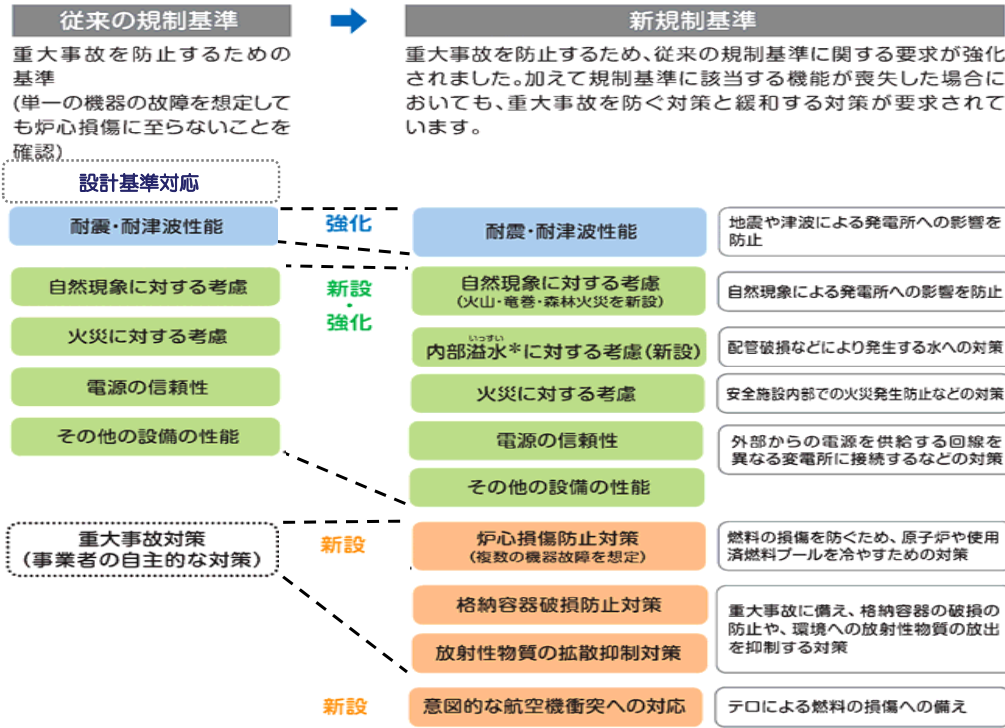 従来の規制基準
新規制基準
重大事故を防止するための
基準
(単一の機器の故障を想定して
も炉心損傷に至らないことを
確認)
重大事故を防止するため、従来の規制基準に関する要求が強化
されました。加えて規制基準に該当する機能が喪失した場合に
おいても、重大事故を防ぐ対策と緩和する対策が要求されて
います。
設計基準対応
耐震・耐津波性能
強化
耐震・耐津波性能
地震や津波による発電所への影響を
防止
自然現象に対する考慮
新設
・
強化
自然現象に対する考慮
(火山・竜巻・森林火災を新設)
自然現象による発電所への影響を防止
火災に対する考慮
いっすい
内部溢水*に対する考慮(新設)
配管破損などにより発生する水への対策
電源の信頼性
火災に対する考慮
安全施設内部での火災発生防止などの対策
その他の設備の性能
電源の信頼性
外部からの電源を供給する回線を
異なる変電所に接続するなどの対策
その他の設備の性能
重大事故対策
(事業者の自主的な対策)
新設
炉心損傷防止対策
(複数の機器故障を想定)
燃料の損傷を防ぐため、原子炉や使用
済燃料プールを冷やすための対策
格納容器破損防止対策
重大事故に備え、格納容器の破損の
防止や、環境への放射性物質の放出
を抑制する対策
放射性物質の拡散抑制対策
新設
意図的な航空機衝突への対応
テロによる燃料の損傷への備え